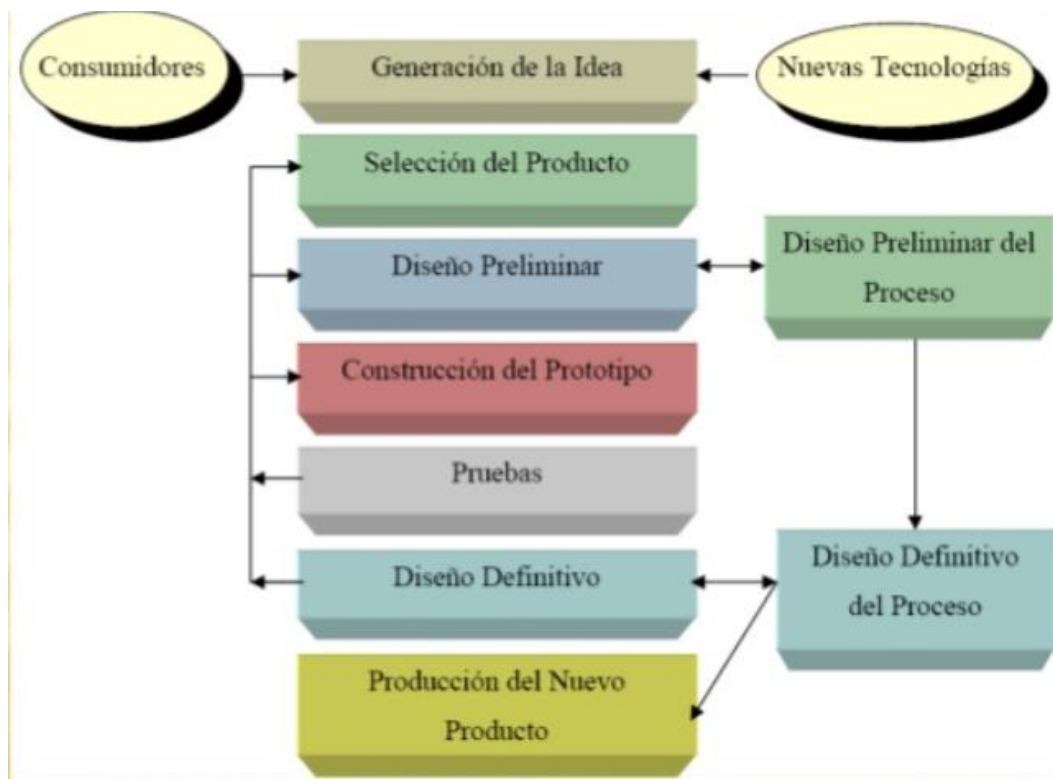 Consumidores
Generación de la Idea
Nuevas Tecnologías
Selección del Producto
Diseño Preliminar
Diseño Preliminar del
Proceso
Construcción del Prototipo
Pruebas
Diseño Definitivo
Diseño Definitivo
del Proceso
Producción del Nuevo
Producto